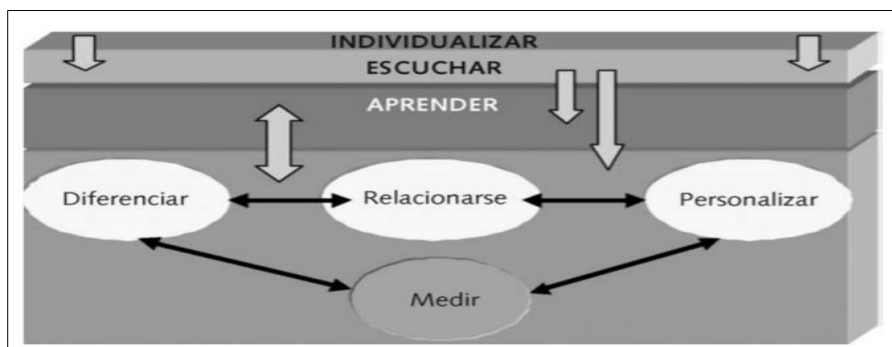 INDIVIDUALIZAR
ESCUCHAR
APRENDER
Diferenciar Relacionarse Personalizar
Medir